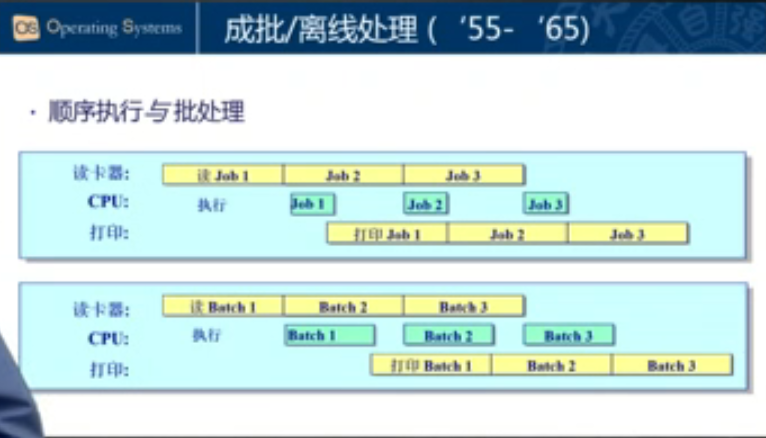 OS Operating Systems
成批/离线处理（‘55-‘65)
· 顺序执行与批处理
读卡器: 读 Job 1 Job 2 Job 3
CPU: 执行 Job 1 Job 2 Job 3
打印: 打印 Job 1 Job 2 Job 3
读卡器: 读 Batch 1 Batch 2 Batch 3
CPU: 执行 Batch 1 Batch 2 Batch 3
打印: 打印 Batch 1 Batch 2 Batch 3